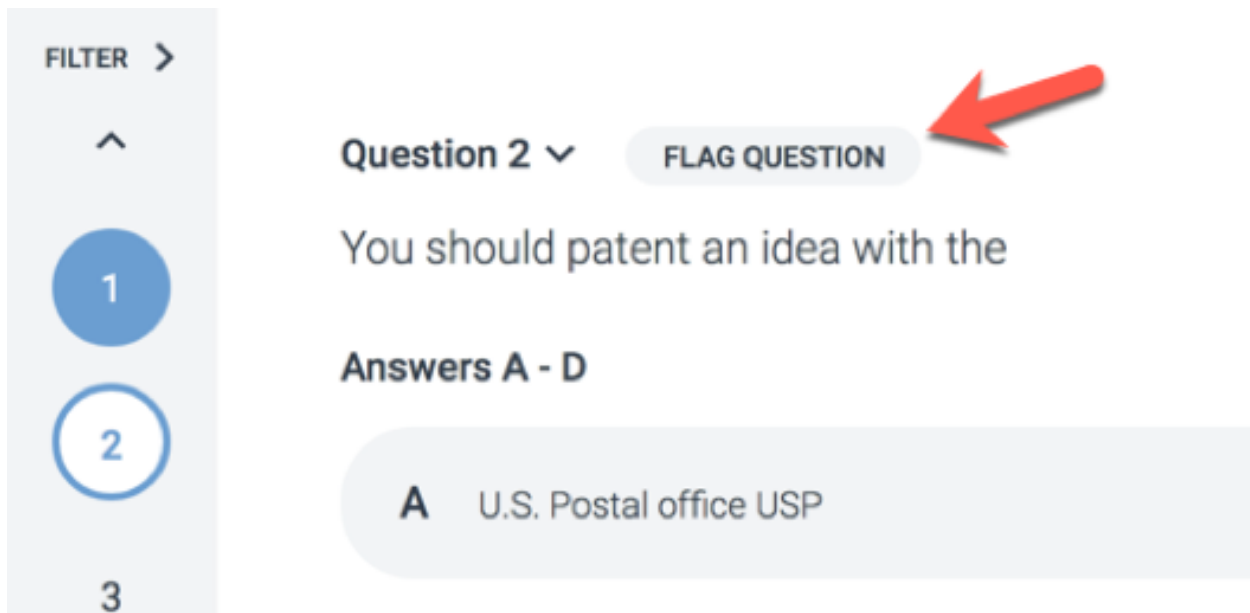 FILTER
1
2
3
Question 2 FLAG QUESTION
You should patent an idea with the
Answers A - D
A U.S. Postal office USP